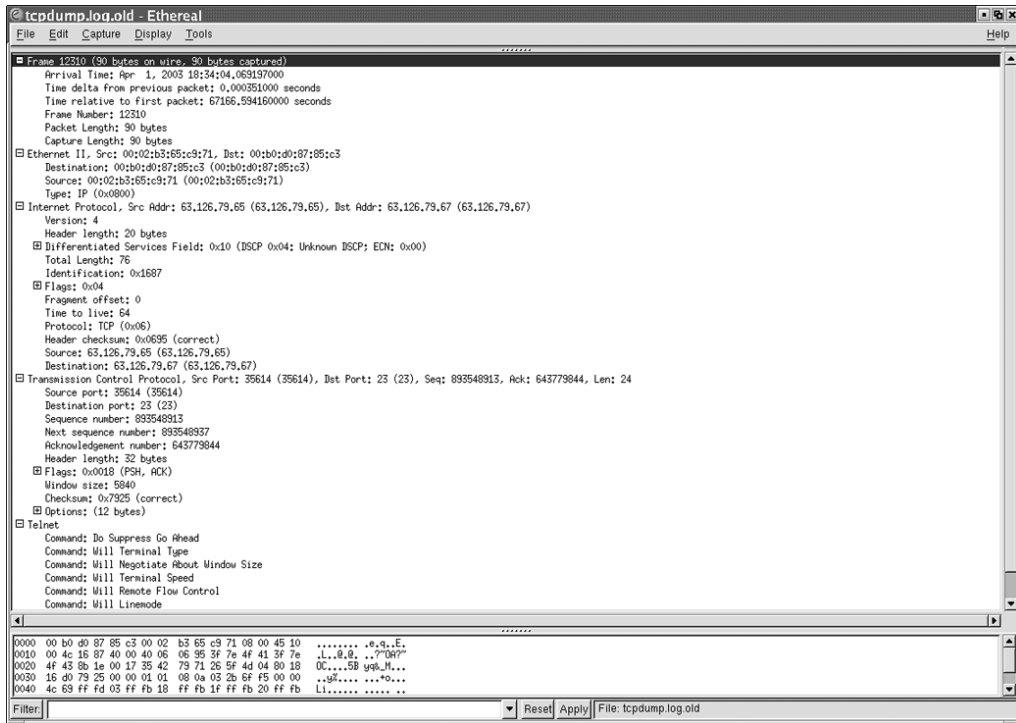 tcpdump.log.old - Ethereal
File Edit Capture Display Tools Help
Frame 12310 (90 bytes on wire, 90 bytes captured)
Arrival Time: Apr 1, 2003 18:34:04.069197000
Time delta from previous packet: 0.000351000 seconds
Time relative to first packet: 67166.594160000 seconds
Frame Number: 12310
Packet Length: 90 bytes
Capture Length: 90 bytes
Ethernet II, Src: 00:02:b3:65:c9:71, Dst: 00:b0:d0:87:85:c3
Destination: 00:b0:d0:87:85:c3 (00:b0:d0:87:85:c3)
Source: 00:02:b3:65:c9:71 (00:02:b3:65:c9:71)
Type: IP (0x0800)
Internet Protocol, Src Addr: 63.126.79.65 (63.126.79.65), Dst Addr: 63.126.79.67 (63.126.79.67)
Version: 4
Header length: 20 bytes
Differentiated Services Field: 0x10 (DSCP 0x04: Unknown DSCP; ECN: 0x00)
Total Length: 76
Identification: 0x1687
Flags: 0x04
Fragment offset: 0
Time to live: 64
Protocol: TCP (0x06)
Header checksum: 0x0695 (correct)
Source: 63.126.79.65 (63.126.79.65)
Destination: 63.126.79.67 (63.126.79.67)
Transmission Control Protocol, Src Port: 35614 (35614), Dst Port: 23 (23), Seq: 893548913, Ack: 643779844, Len: 24
Source port: 35614 (35614)
Destination port: 23 (23)
Sequence number: 893548913
Next sequence number: 893548937
Acknowledgement number: 643779844
Header length: 32 bytes
Flags: 0x0018 (PSH, ACK)
Window size: 5840
Checksum: 0x7925 (correct)
Options: (12 bytes)
Telnet
Command: Do Suppress Go Ahead
Command: Will Terminal Type
Command: Will Negotiate About Window Size
Command: Will Terminal Speed
Command: Will Remote Flow Control
Command: Will Linemode
0000 00 b0 d0 87 85 c3 00 02 b3 65 c9 71 08 00 45 10 ........ .e.q..E.
0010 00 4c 16 87 40 00 40 06 06 95 3f 7e 4f 41 3f 7e .L..@.@. ..?~OA?~
0020 4f 43 8b 1e 00 17 35 42 79 71 26 5f 4d 04 80 18 OC....5B yq&_M...
0030 16 d0 79 25 00 00 01 01 08 0a 03 2b 6f f5 00 00 ..y%.... ...+o...
0040 4c 69 ff fd 03 ff fb 18 ff fb 1f ff fb 20 ff fb Li...... ..... ..
Filter: Reset Apply File: tcpdump.log.old